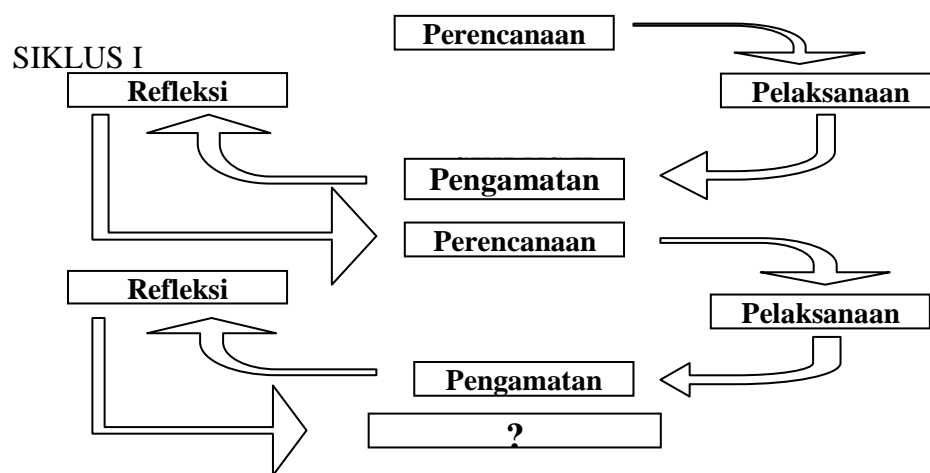 Perencanaan
SIKLUS I
Refleksi
Pelaksanaan
Pengamatan
Perencanaan
Refleksi
Pelaksanaan
Pengamatan
?